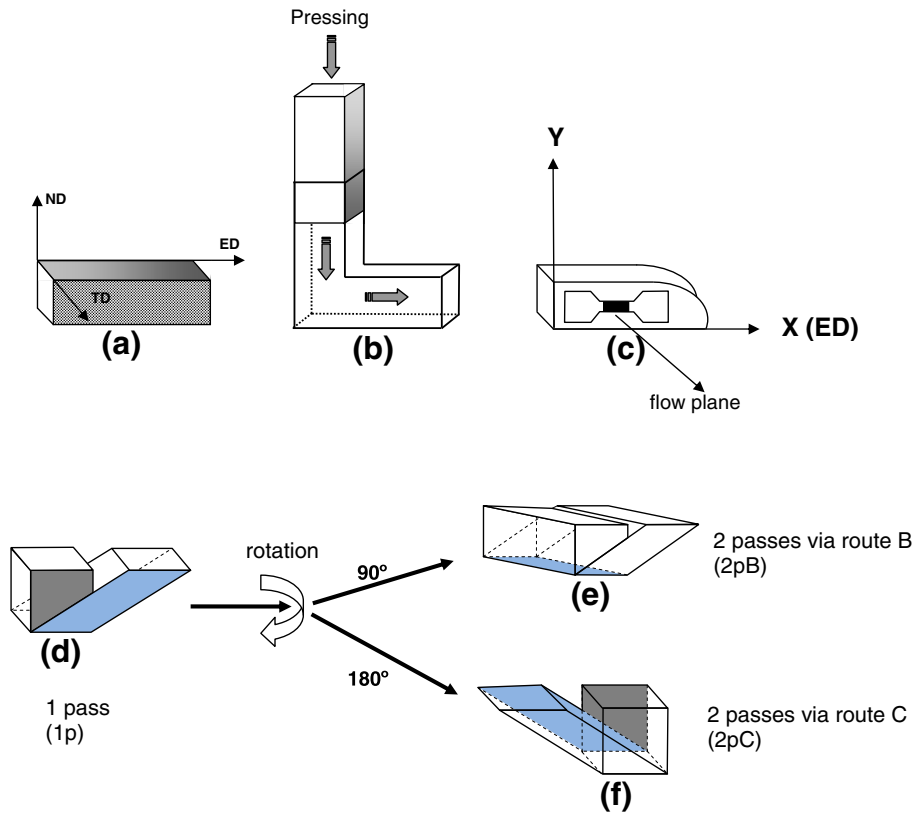 Pressing
ND
ED
TD
(a)
(b)
Y
X (ED)
(c)
flow plane
(d)
1 pass
(1p)
rotation
90º
180º
(e)
2 passes via route B
(2pB)
(f)
2 passes via route C
(2pC)